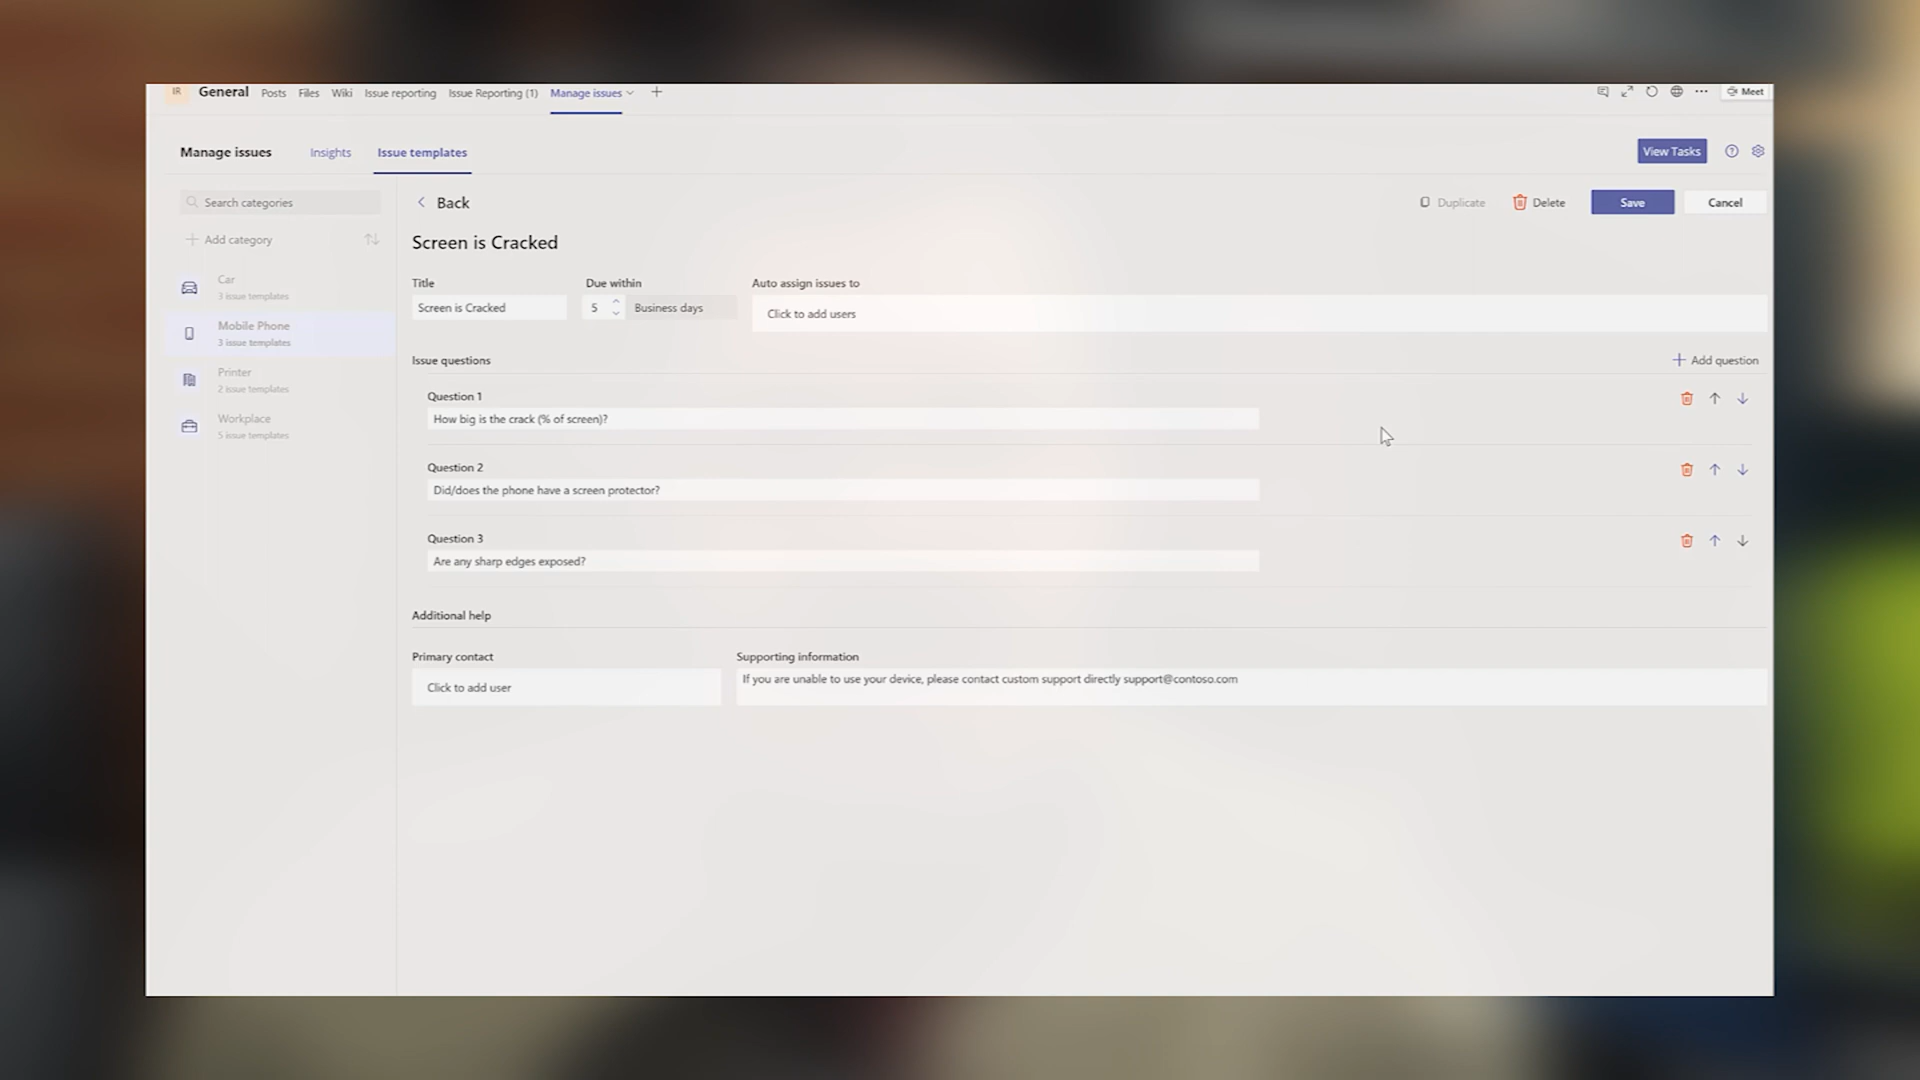 IR General Posts Files Wiki Issue reporting Issue Reporting (1) Manage issues Meet
Manage issues Insights Issue templates View Tasks
Search categories
Back
Duplicate Delete Save Cancel
Add category
Screen is Cracked
Car
3 issue templates
Mobile Phone
3 issue templates
Printer
2 issue templates
Workplace
5 issue templates
Title Due within Auto assign issues to
Screen is Cracked 5 Business days Click to add users
Issue questions Add question
Question 1
How big is the crack (% of screen)?
Question 2
Did/does the phone have a screen protector?
Question 3
Are any sharp edges exposed?
Additional help
Primary contact Supporting information
Click to add user If you are unable to use your device, please contact custom support directly support@contoso.com